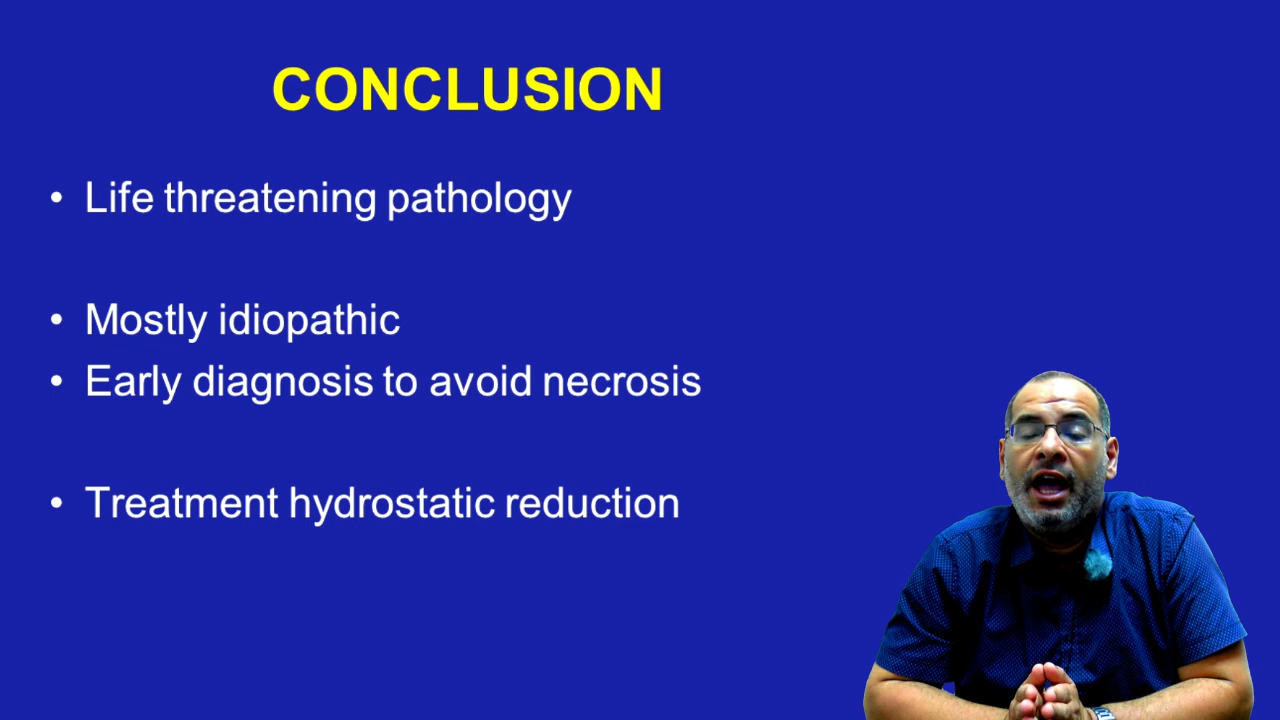 CONCLUSION
• Life threatening pathology
• Mostly idiopathic
• Early diagnosis to avoid necrosis
• Treatment hydrostatic reduction